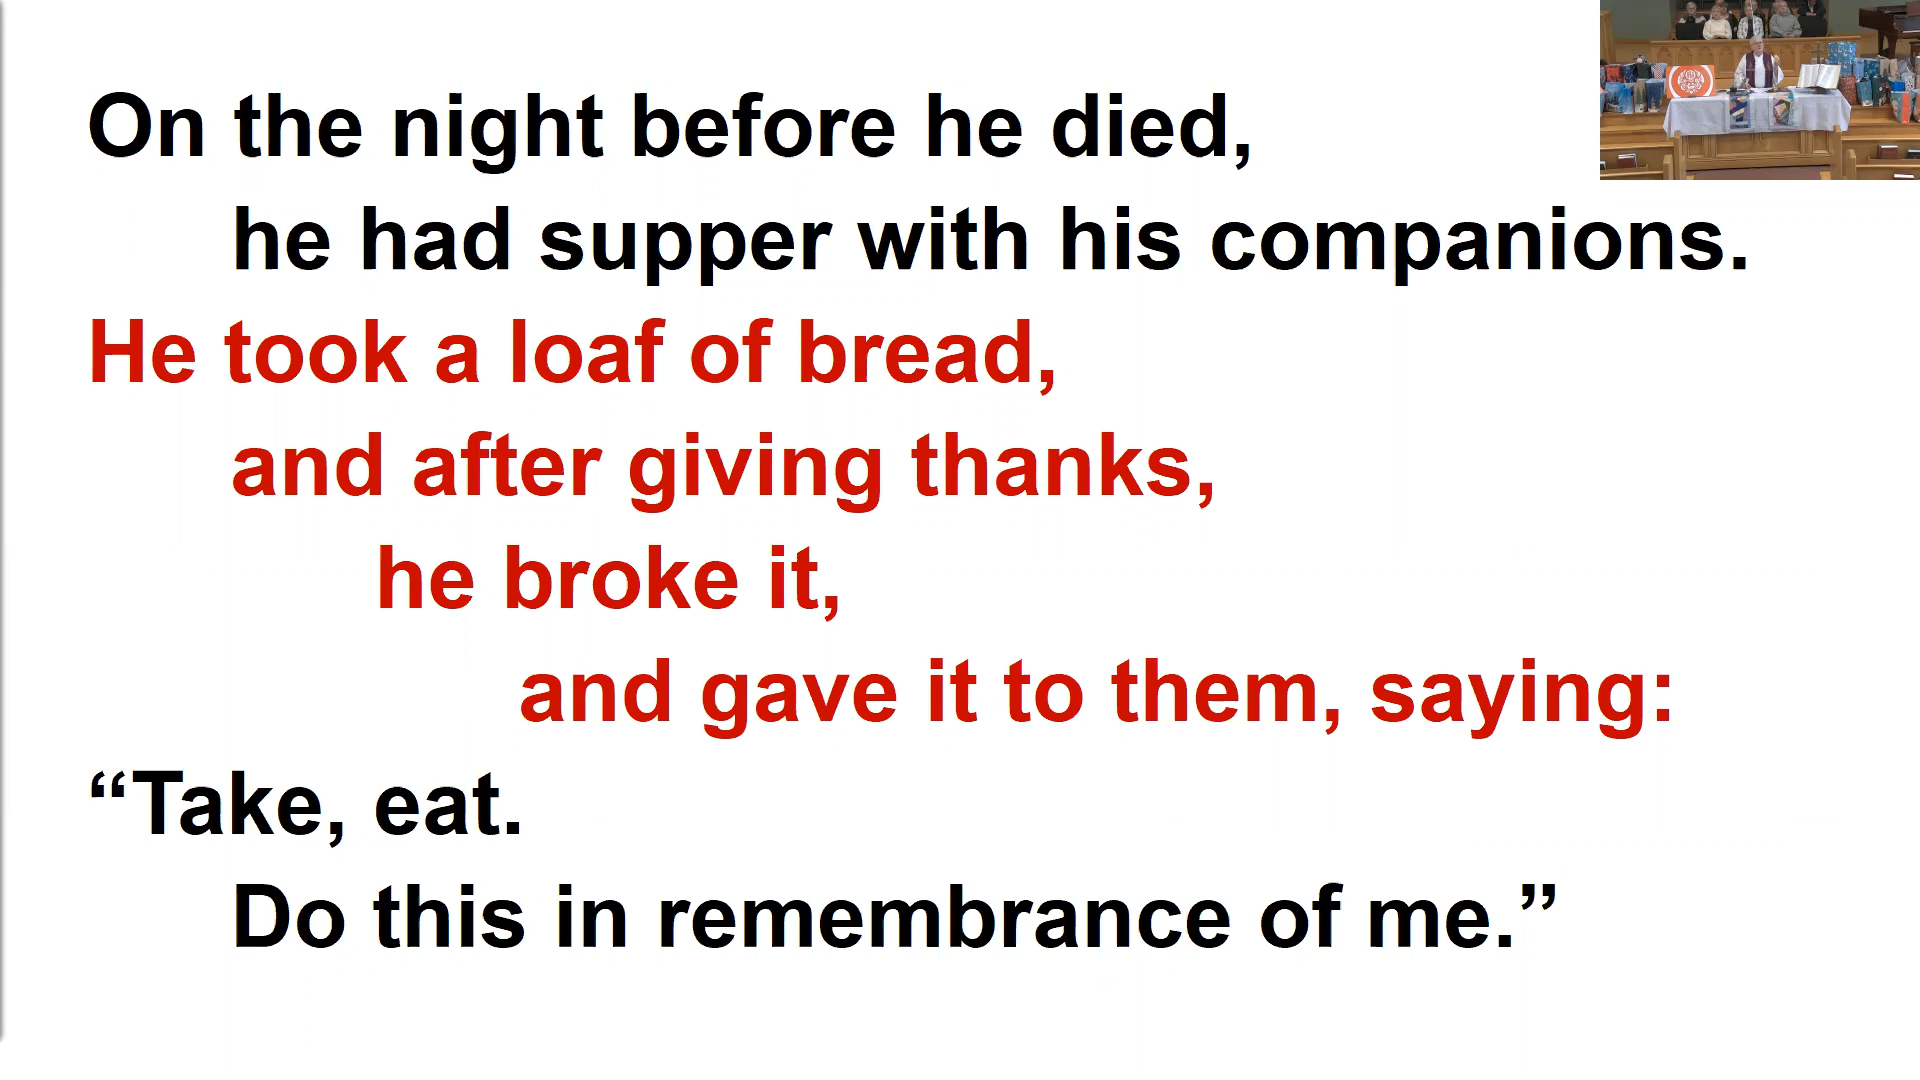 On the night before he died,
he had supper with his companions.
He took a loaf of bread,
and after giving thanks,
he broke it,
and gave it to them, saying:
“Take, eat.
Do this in remembrance of me.”